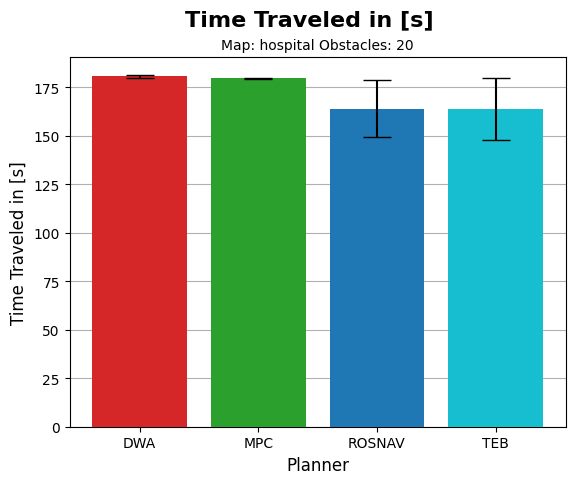 Time Traveled in [s]
Map: hospital Obstacles: 20
Time Traveled in [s]
175
150
125
100
75
50
25
0
DWA MPC ROSNAV TEB
Planner